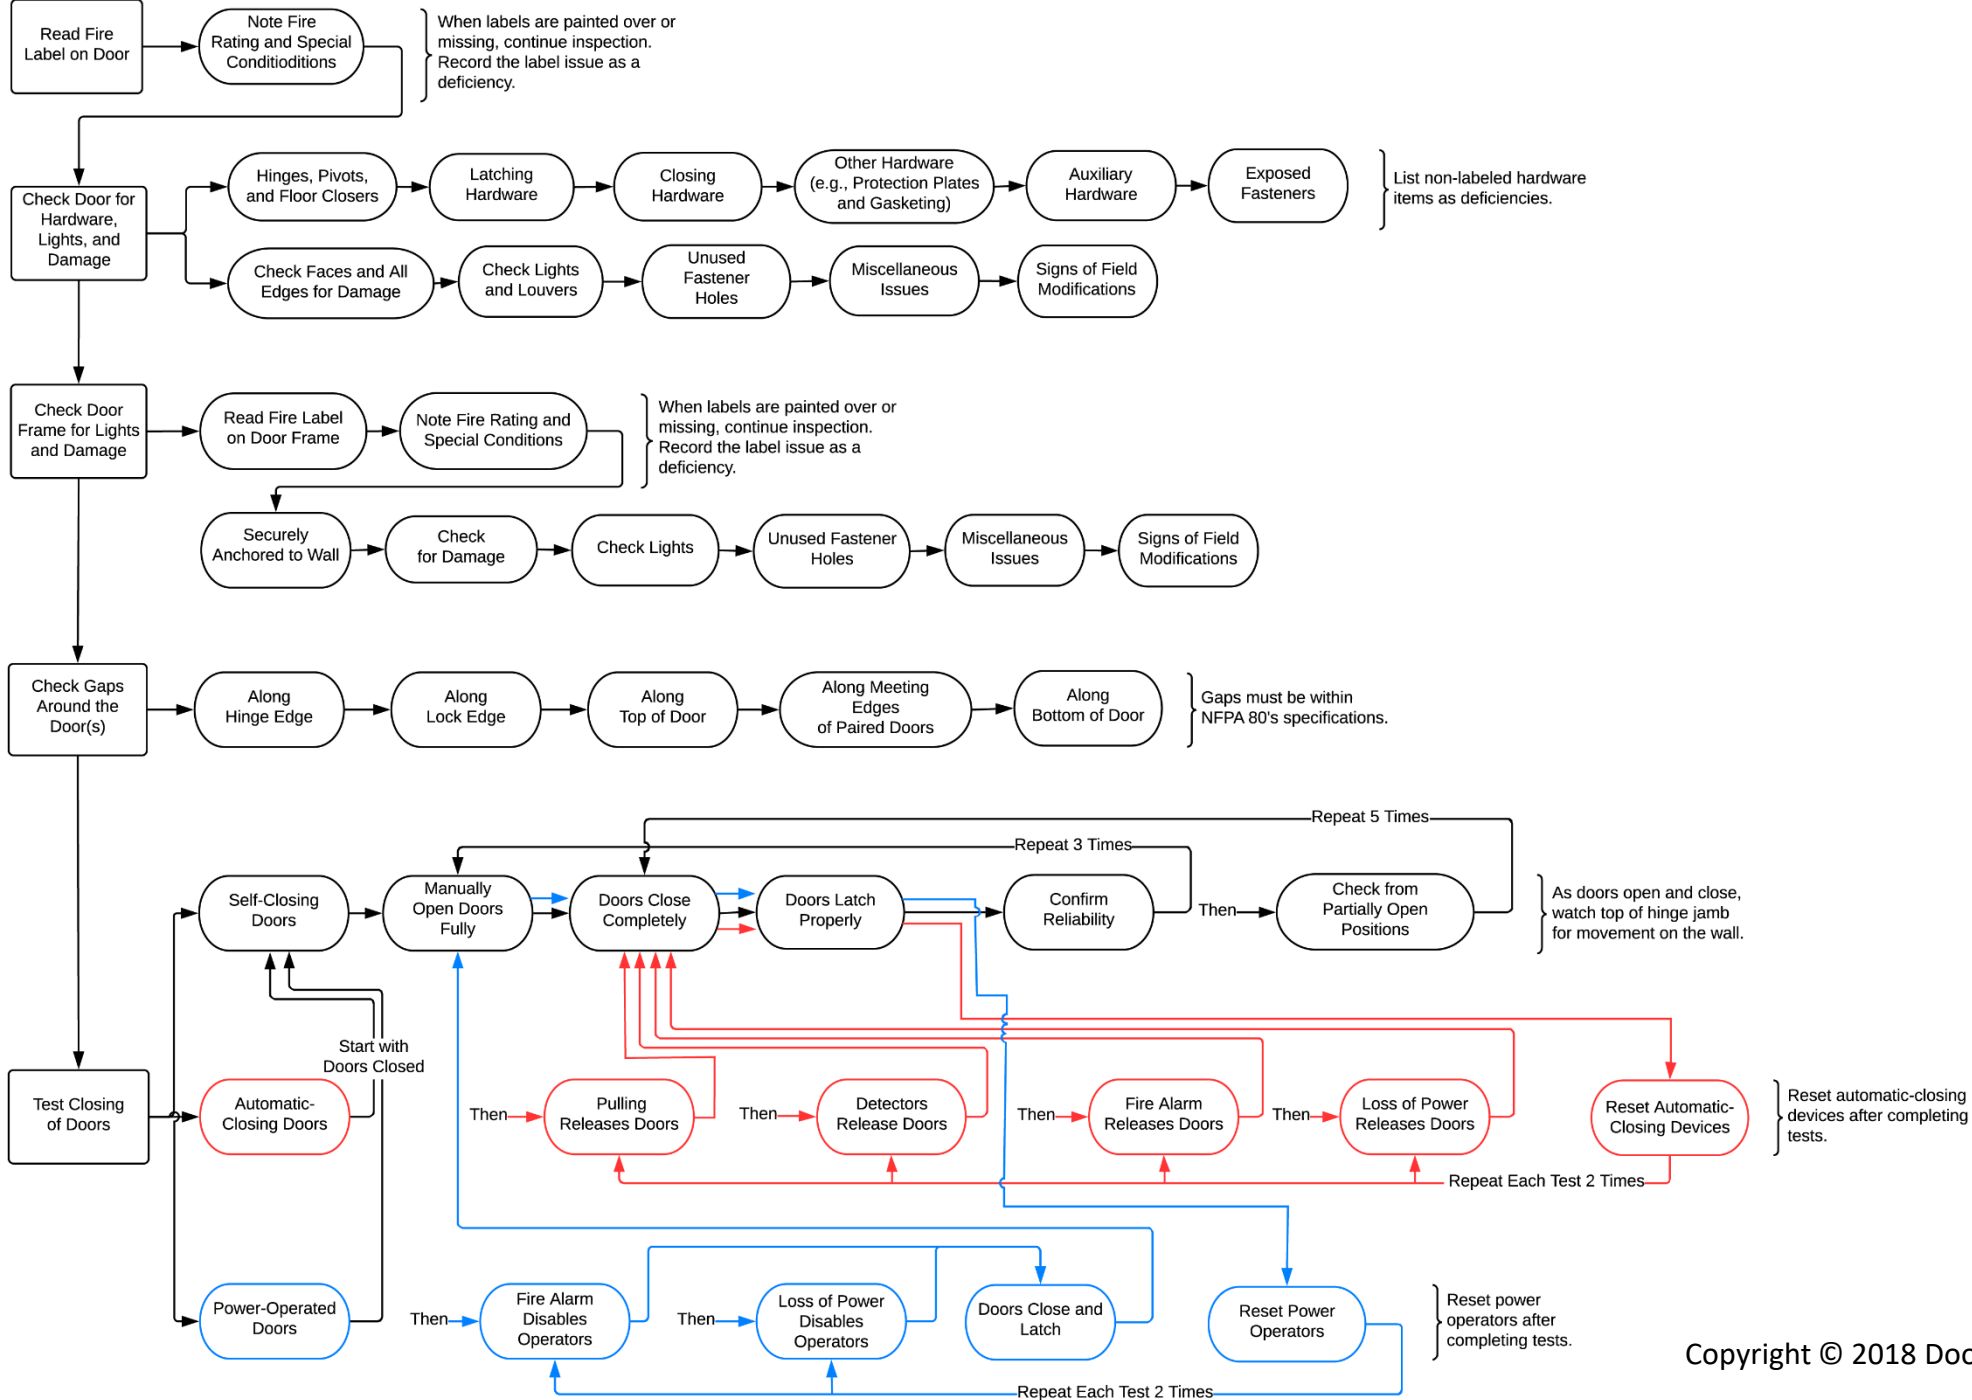 Read Fire
Label on Door
Note Fire
Rating and Special
Conditioditions
When labels are painted over or
missing, continue inspection.
Record the label issue as a
deficiency.
Check Door for
Hardware,
Lights, and
Damage
Hinges, Pivots,
and Floor Closers
Latching
Hardware
Closing
Hardware
Other Hardware
(e.g., Protection Plates
and Gasketing)
Auxiliary
Hardware
Exposed
Fasteners
List non-labeled hardware
items as deficiencies.
Check Faces and All
Edges for Damage
Check Lights
and Louvers
Unused
Fastener
Holes
Miscellaneous
Issues
Signs of Field
Modifications
Check Door
Frame for Lights
and Damage
Read Fire Label
on Door Frame
Note Fire Rating and
Special Conditions
When labels are painted over or
missing, continue inspection.
Record the label issue as a
deficiency.
Securely
Anchored to Wall
Check
for Damage
Check Lights
Unused Fastener
Holes
Miscellaneous
Issues
Signs of Field
Modifications
Check Gaps
Around the
Door(s)
Along
Hinge Edge
Along
Lock Edge
Along
Top of Door
Along Meeting
Edges
of Paired Doors
Along
Bottom of Door
Gaps must be within
NFPA 80's specifications.
Repeat 5 Times
Repeat 3 Times
Self-Closing
Doors
Manually
Open Doors
Fully
Doors Close
Completely
Doors Latch
Properly
Confirm
Reliability
Then
Check from
Partially Open
Positions
As doors open and close,
watch top of hinge jamb
for movement on the wall.
Start with
Doors Closed
Test Closing
of Doors
Automatic-
Closing Doors
Then
Pulling
Releases Doors
Then
Detectors
Release Doors
Then
Fire Alarm
Releases Doors
Then
Loss of Power
Releases Doors
Reset Automatic-
Closing Devices
Reset automatic-closing
devices after completing
tests.
Repeat Each Test 2 Times
Power-Operated
Doors
Then
Fire Alarm
Disables
Operators
Then
Loss of Power
Disables
Operators
Doors Close and
Latch
Reset Power
Operators
Reset power
operators after
completing tests.
Repeat Each Test 2 Times
Copyright © 2018